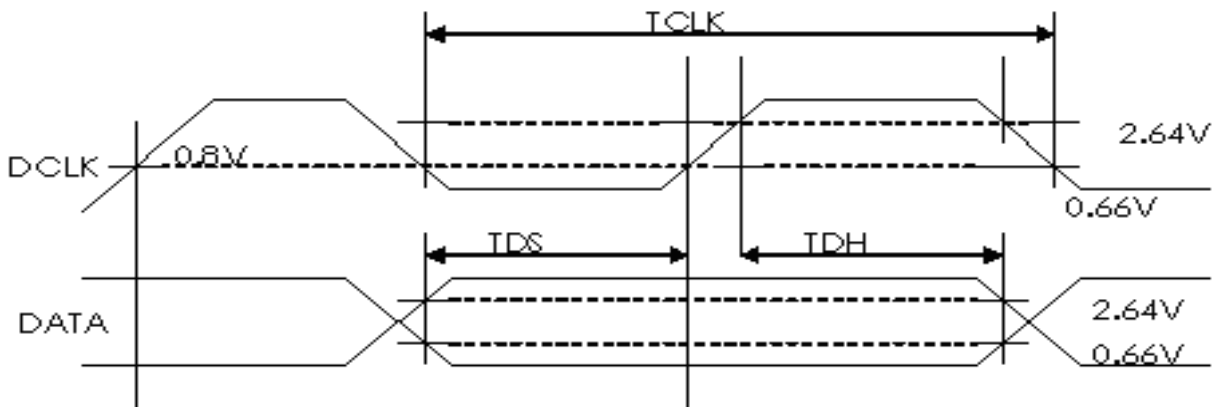 TCLK
2.64V
DCLK
0.8V
0.66V
TDS
TDH
DATA
2.64V
0.66V